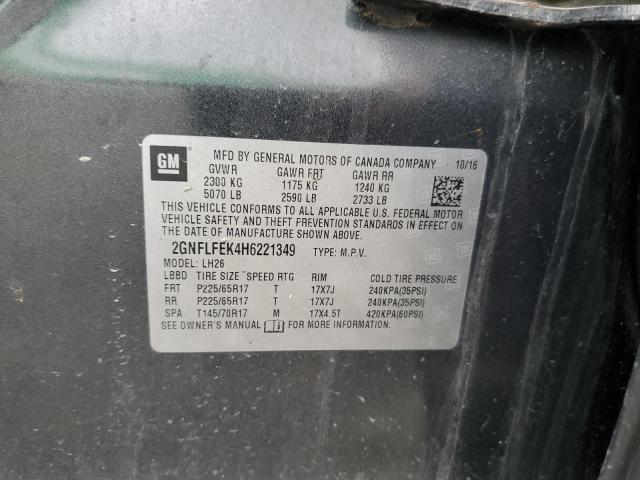 GM
MFD BY GENERAL MOTORS OF CANADA COMPANY 10/16
GVWR GAWR FRT GAWR RR
2300 KG 1175 KG 1240 KG
5070 LB 2590 LB 2733 LB
THIS VEHICLE CONFORMS TO ALL APPLICABLE U.S. FEDERAL MOTOR
VEHICLE SAFETY AND THEFT PREVENTION STANDARDS IN EFFECT ON
THE DATE OF MANUFACTURE SHOWN ABOVE.
2GNFLFEK4H6221349 TYPE: M.P.V.
MODEL: LH26
LBBD TIRE SIZE SPEED RTG RIM COLD TIRE PRESSURE
FRT P225/65R17 T 17X7J 240KPA(35PSI)
RR P225/65R17 T 17X7J 240KPA(35PSI)
SPA T145/70R17 M 17X4.5T 420KPA(60PSI)
SEE OWNER'S MANUAL FOR MORE INFORMATION.